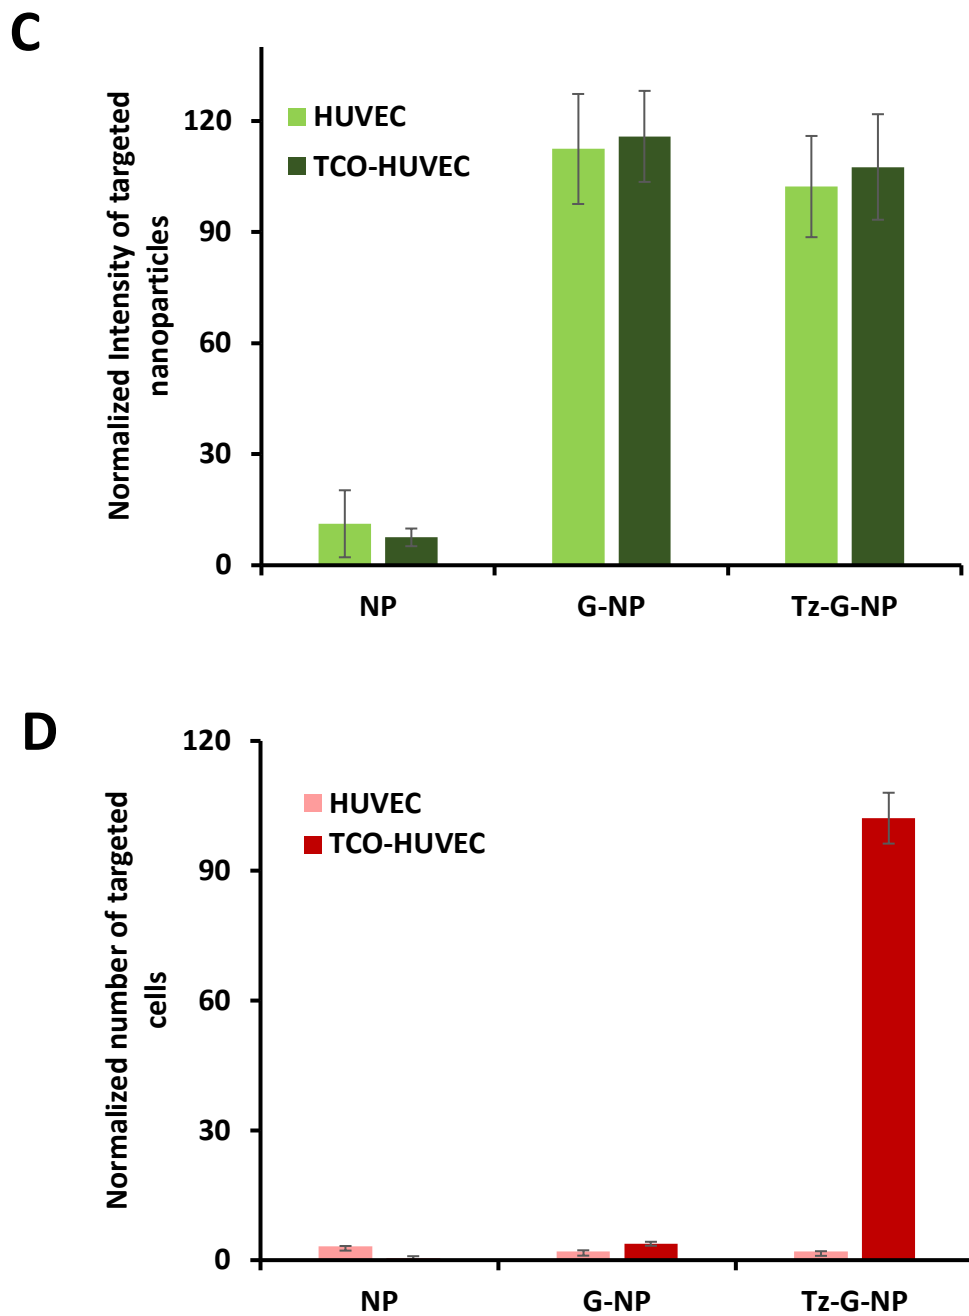 C
Normalized Intensity of targeted
nanoparticles
HUVEC
TCO-HUVEC
120
90
60
30
0
NP
G-NP
Tz-G-NP
D
Normalized number of targeted
cells
HUVEC
TCO-HUVEC
120
90
60
30
0
NP
G-NP
Tz-G-NP